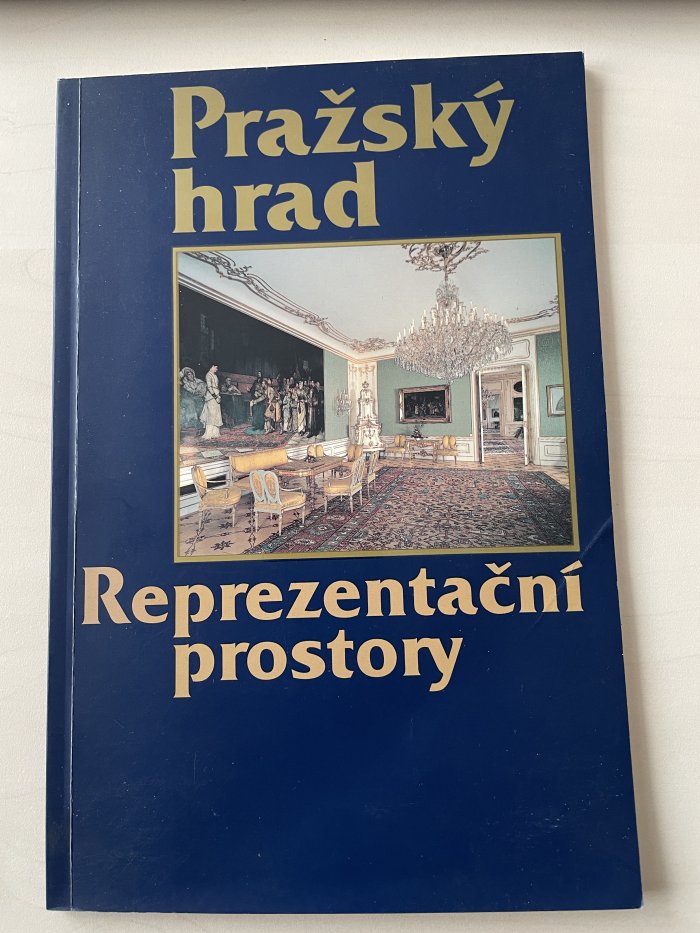 Pražský
hrad
Reprezentační
prostory